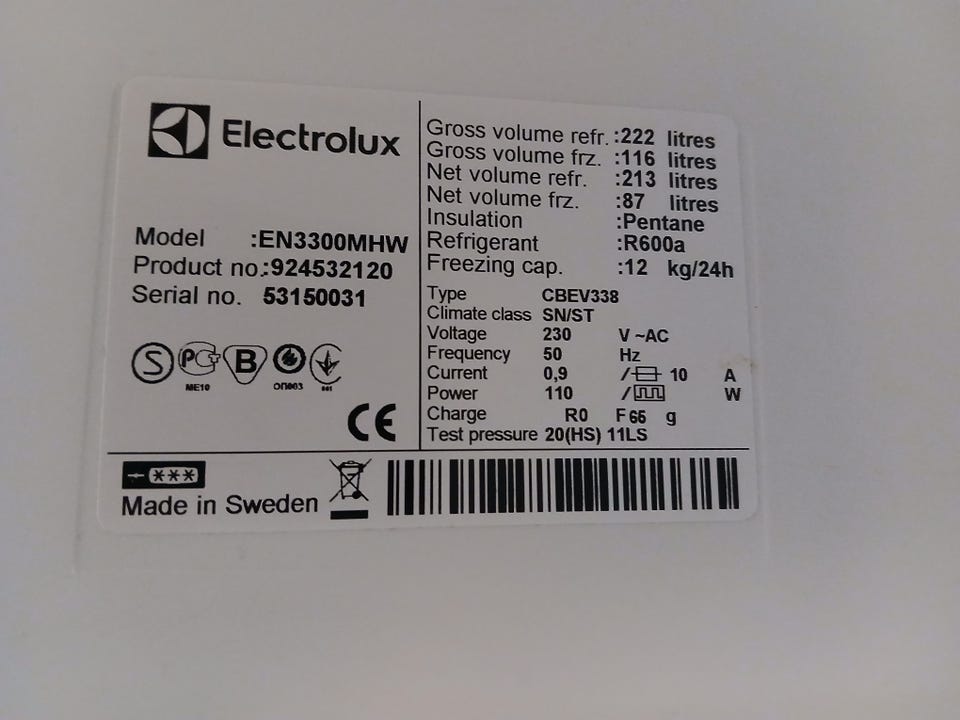 Electrolux
Model :EN3300MHW
Product no.:924532120
Serial no. 53150031
S PG B
ME10 ОП003
CE
Gross volume refr. :222 litres
Gross volume frz. :116 litres
Net volume refr. :213 litres
Net volume frz. :87 litres
Insulation :Pentane
Refrigerant :R600a
Freezing cap. :12 kg/24h
Type CBEV338
Climate class SN/ST
Voltage 230 V ~AC
Frequency 50 Hz
Current 0,9 / 10 A
Power 110 / W
Charge R0 F66 g
Test pressure 20(HS) 11LS
***
Made in Sweden